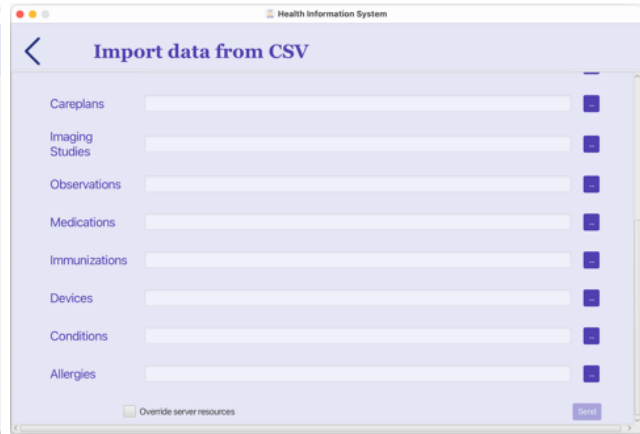 Health Information System
Import data from CSV
Careplans
...
Imaging
Studies
...
Observations
...
Medications
...
Immunizations
...
Devices
...
Conditions
...
Allergies
...
Override server resources
Send